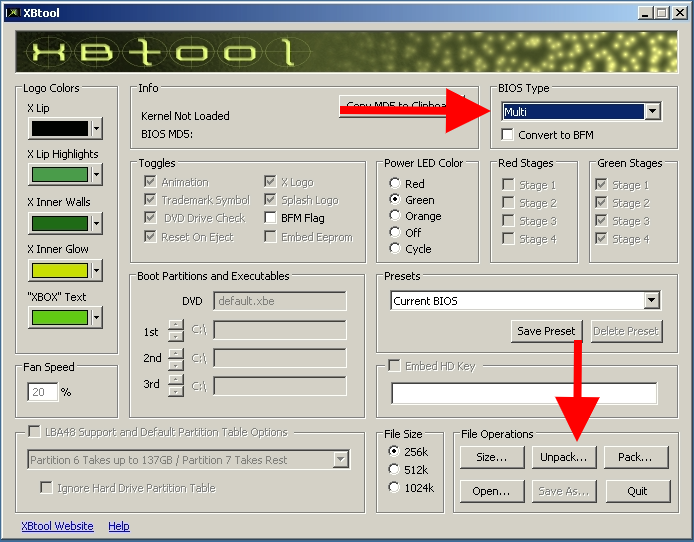 XBtool
XBtool
Logo Colors
X Lip
X Lip Highlights
X Inner Walls
X Inner Glow
"XBOX" Text
Info
Kernel Not Loaded
BIOS MD5:
Copy MD5 to
BIOS Type
Multi
Convert to BFM
Toggles
Animation
X Logo
Trademark Symbol
Splash Logo
DVD Drive Check
BFM Flag
Reset On Eject
Embed Eeprom
Power LED Color
Red
Green
Orange
Off
Cycle
Red Stages
Stage 1
Stage 2
Stage 3
Stage 4
Green Stages
Stage 1
Stage 2
Stage 3
Stage 4
Boot Partitions and Executables
DVD default.xbe
1st C:\
2nd C:\
3rd C:\
Presets
Current BIOS
Save Preset Delete Preset
Fan Speed
20 %
Embed HD Key
LBA48 Support and Default Partition Table Options
Partition 6 Takes up to 137GB / Partition 7 Takes Rest
Ignore Hard Drive Partition Table
File Size
256k
512k
1024k
File Operations
Size... Unpack... Pack...
Open... Save As... Quit
XBtool Website Help